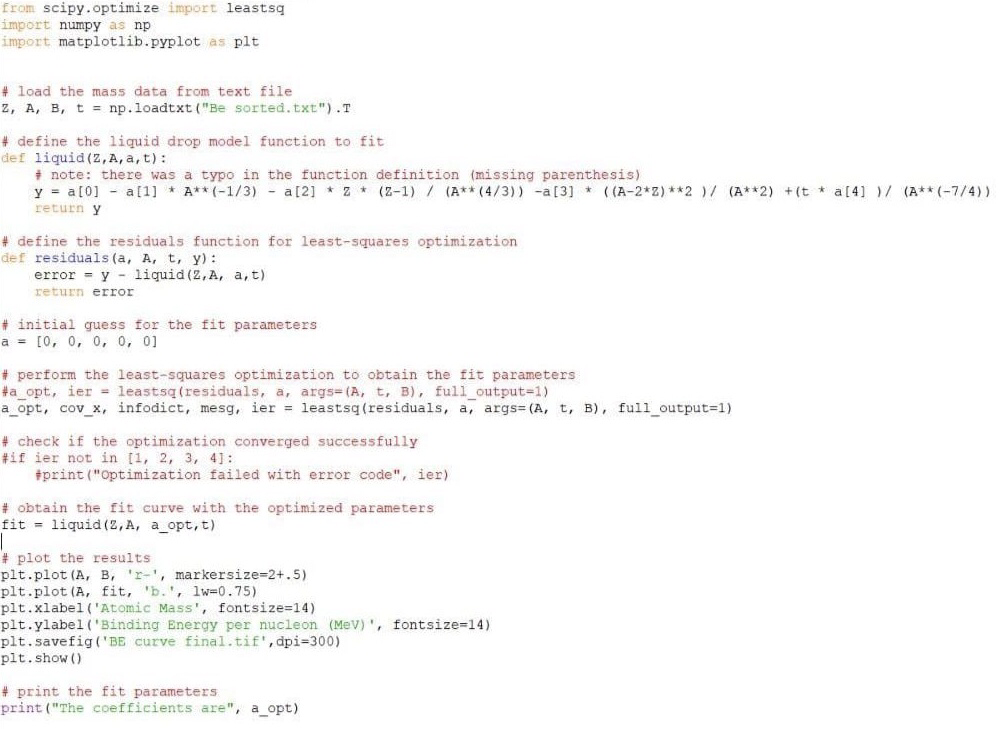 from scipy.optimize import leastsq
import numpy as np
import matplotlib.pyplot as plt
# load the mass data from text file
Z, A, B, t = np.loadtxt("Be sorted.txt").T
# define the liquid drop model function to fit
def liquid(Z,A,a,t):
# note: there was a typo in the function definition (missing parenthesis)
y = a[0] - a[1] * A**(-1/3) - a[2] * Z * (Z-1) / (A**(4/3)) -a[3] * ((A-2*Z)**2 )/ (A**2) +(t * a[4] )/ (A**(-7/4))
return y
# define the residuals function for least-squares optimization
def residuals(a, A, t, y):
error = y - liquid(Z,A, a,t)
return error
# initial guess for the fit parameters
a = [0, 0, 0, 0, 0]
# perform the least-squares optimization to obtain the fit parameters
#a_opt, ier = leastsq(residuals, a, args=(A, t, B), full_output=1)
a_opt, cov_x, infodict, mesg, ier = leastsq(residuals, a, args=(A, t, B), full_output=1)
# check if the optimization converged successfully
#if ier not in [1, 2, 3, 4]:
#print("Optimization failed with error code", ier)
# obtain the fit curve with the optimized parameters
fit = liquid(Z,A, a_opt,t)
# plot the results
plt.plot(A, B, 'r-', markersize=2+.5)
plt.plot(A, fit, 'b.', lw=0.75)
plt.xlabel('Atomic Mass', fontsize=14)
plt.ylabel('Binding Energy per nucleon (MeV)', fontsize=14)
plt.savefig('BE curve final.tif',dpi=300)
plt.show()
# print the fit parameters
print("The coefficients are", a_opt)